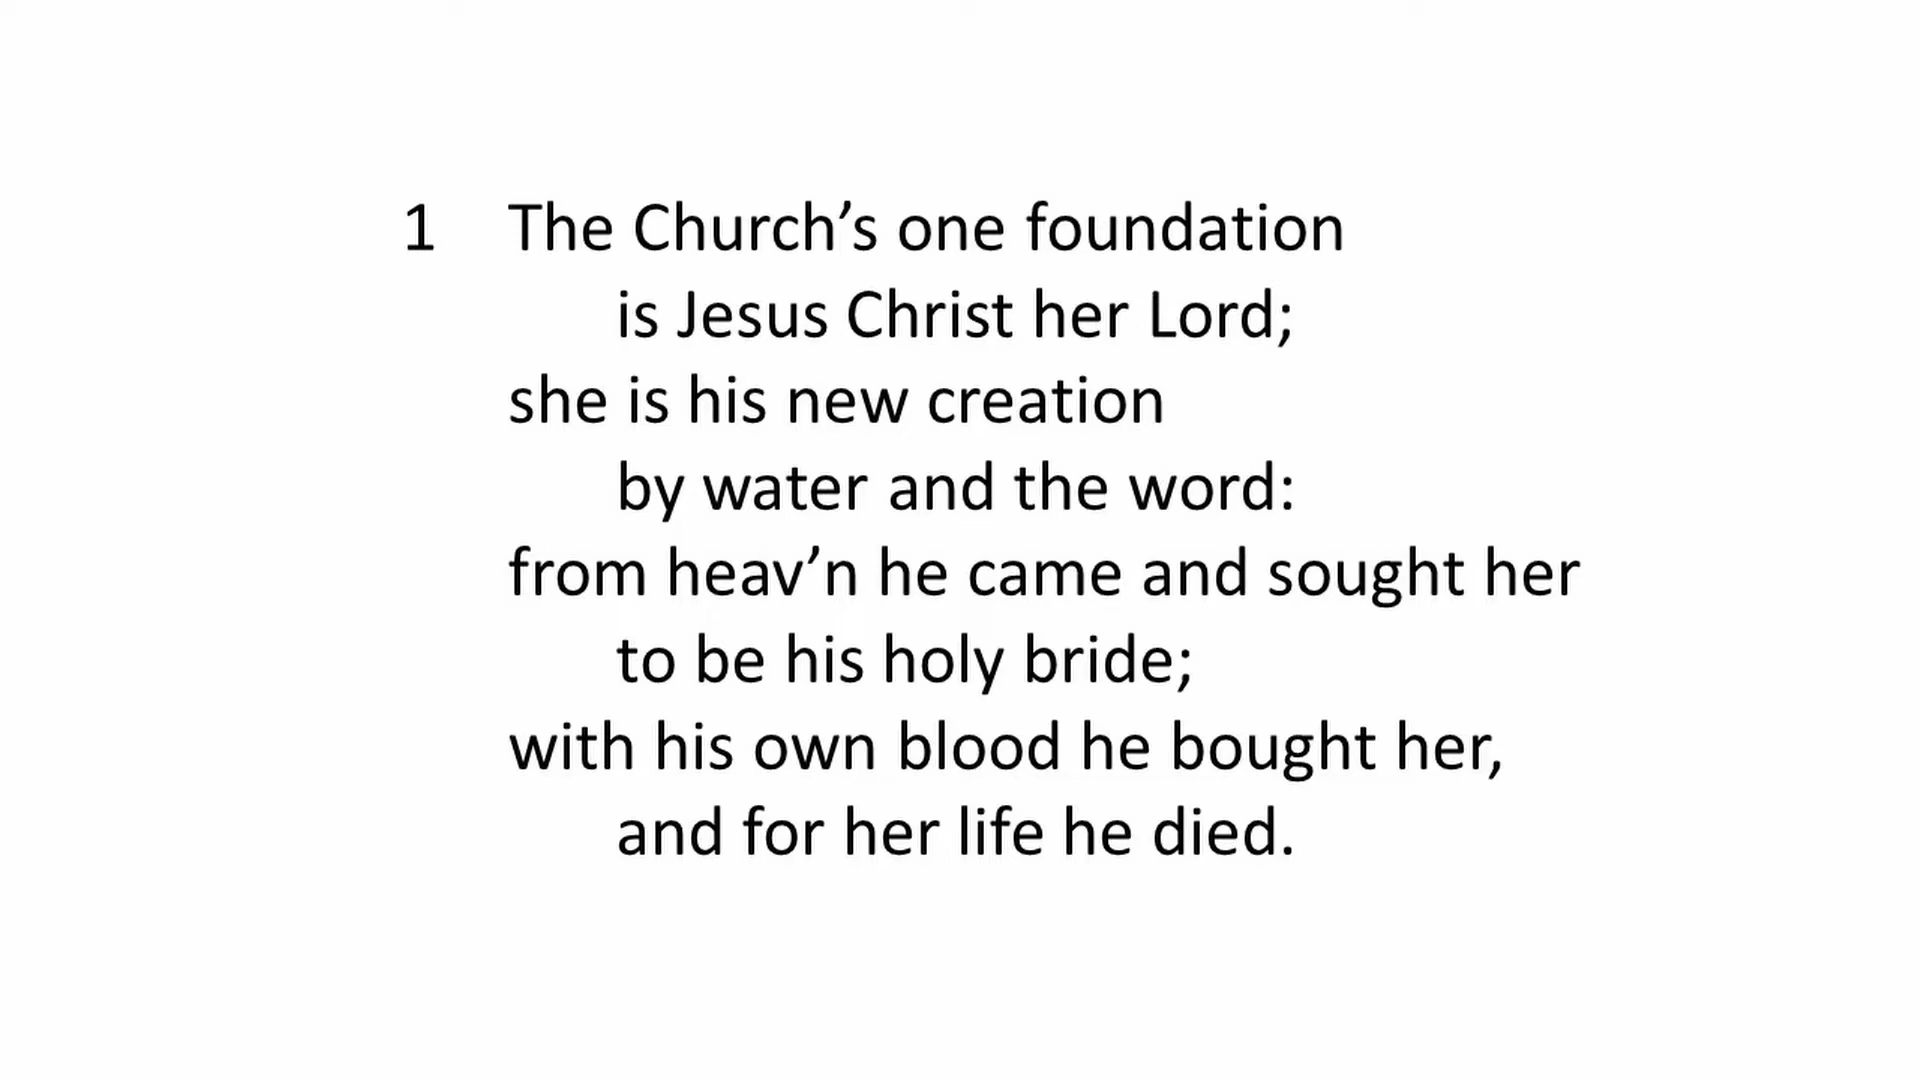 1 The Church’s one foundation
is Jesus Christ her Lord;
she is his new creation
by water and the word:
from heav’n he came and sought her
to be his holy bride;
with his own blood he bought her,
and for her life he died.